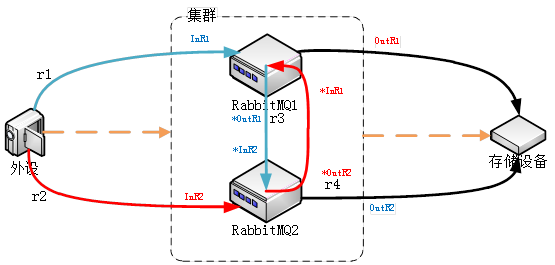 集群
InR1
OutR1
r1
*InR1
RabbitMQ1
*OutR1
r3
外设
存储设备
*InR2
*OutR2
r4
r2
InR2
OutR2
RabbitMQ2